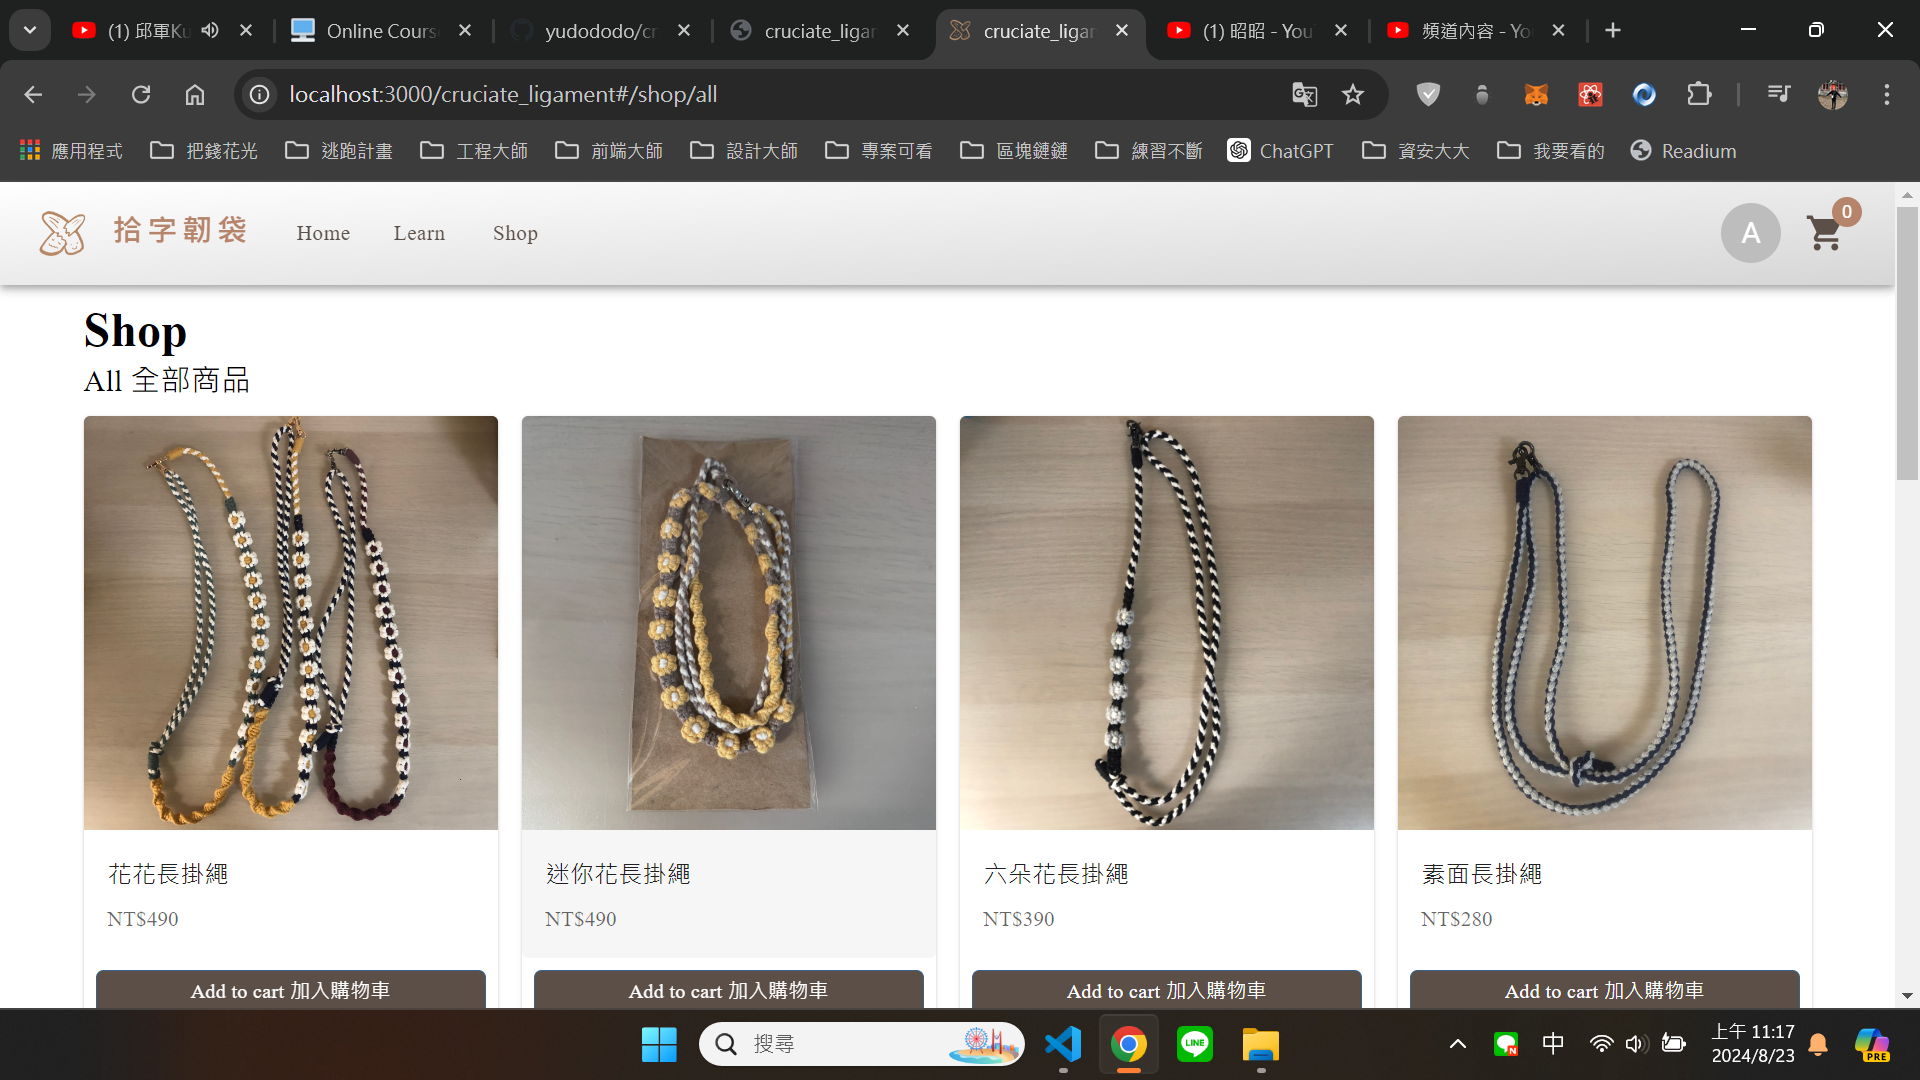 (1) 邱軍Ku
Online Cours
yudododo/cr
cruciate_ligan
cruciate_ligan
(1) 昭昭 - You
頻道內容 - Yo
localhost:3000/cruciate_ligament#/shop/all
應用程式
把錢花光
逃跑計畫
工程大師
前端大師
設計大師
專案可看
區塊鏈鏈
練習不斷
ChatGPT
資安大大
我要看的
Readium
拾字韌袋
Home
Learn
Shop
A
0
Shop
All 全部商品
花花長掛繩
NT$490
Add to cart 加入購物車
迷你花長掛繩
NT$490
Add to cart 加入購物車
六朵花長掛繩
NT$390
Add to cart 加入購物車
素面長掛繩
NT$280
Add to cart 加入購物車
搜尋
LINE
N
中
上午 11:17
2024/8/23
PRE